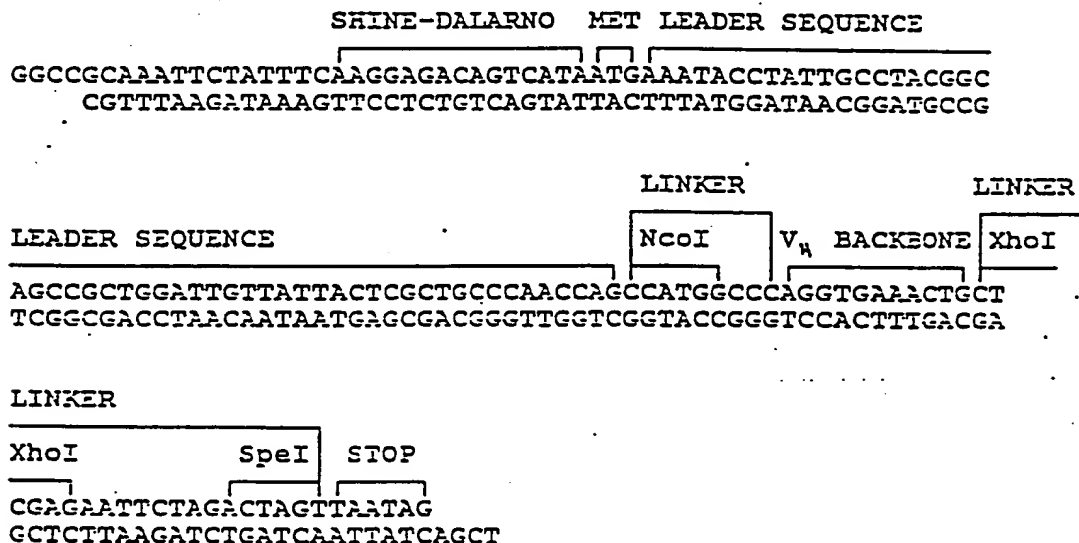 SHINE-DALARNO MET LEADER SEQUENCE
GGCCGCAAATTCTATTTCAAGGAGACAGTCATAATGAAATACCTATTGCCTACGGC
CGTTTAAGATAAAGTTCCTCTGTCAGTATTACTTTATGGATAACGGATGCCG
LINKER LINKER
LEADER SEQUENCE NcoI VH BACKBONE XhoI
AGCCGCTGGATTGTTATTACTCGCTGCCCAACCAGCCATGGCCCAGGTGAAACTGCT
TCGGCGACCTAACAATAATGAGCGACGGGTTGGTCGGTACCGGGTCCACTTTGACGA
LINKER
XhoI SpeI STOP
CGAGAATTCTAGACTAGTTAATAG
GCTCTTAAGATCTGATCAATTATCAGCT